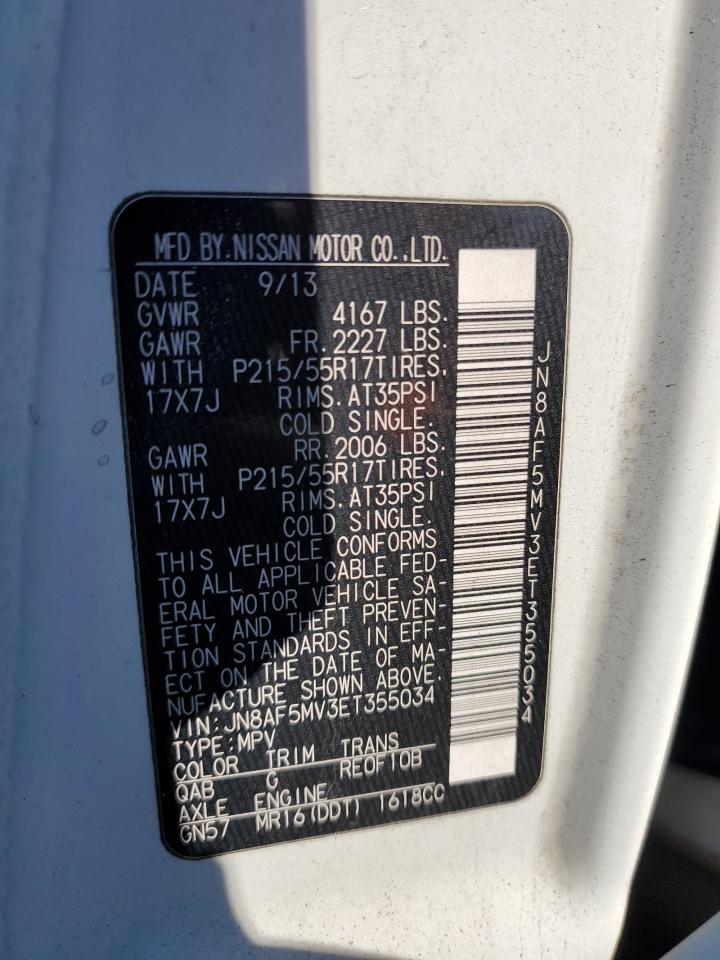 MFD BY.NISSAN MOTOR CO.,LTD.
DATE 9/13
GVWR 4167 LBS.
GAWR FR. 2227 LBS.
WITH P215/55R17TIRES,
17X7J RIMS.AT35PSI
COLD SINGLE.
GAWR RR. 2006 LBS.
WITH P215/55R17TIRES,
17X7J RIMS.AT35PSI
COLD SINGLE.
THIS VEHICLE CONFORMS
TO ALL APPLICABLE FED-
ERAL MOTOR VEHICLE SA-
FETY AND THEFT PREVEN-
TION STANDARDS IN EFF-
ECT ON THE DATE OF MA-
NUFACTURE SHOWN ABOVE.
VIN:JN8AF5MV3ET355034
TYPE:MPV
COLOR TRIM TRANS
QAB G RE0F10B
AXLE ENGINE
GN57 MR16(DDT) 1618CC
JN8AF5MV3ET355034